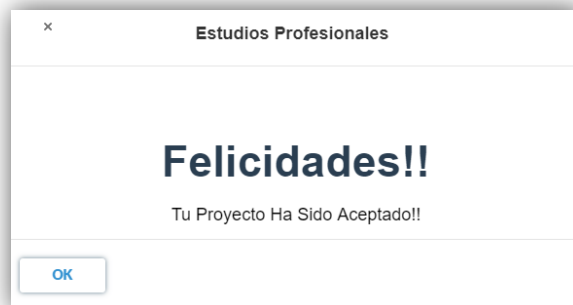 ×
Estudios Profesionales
Felicidades!!
Tu Proyecto Ha Sido Aceptado!!
OK